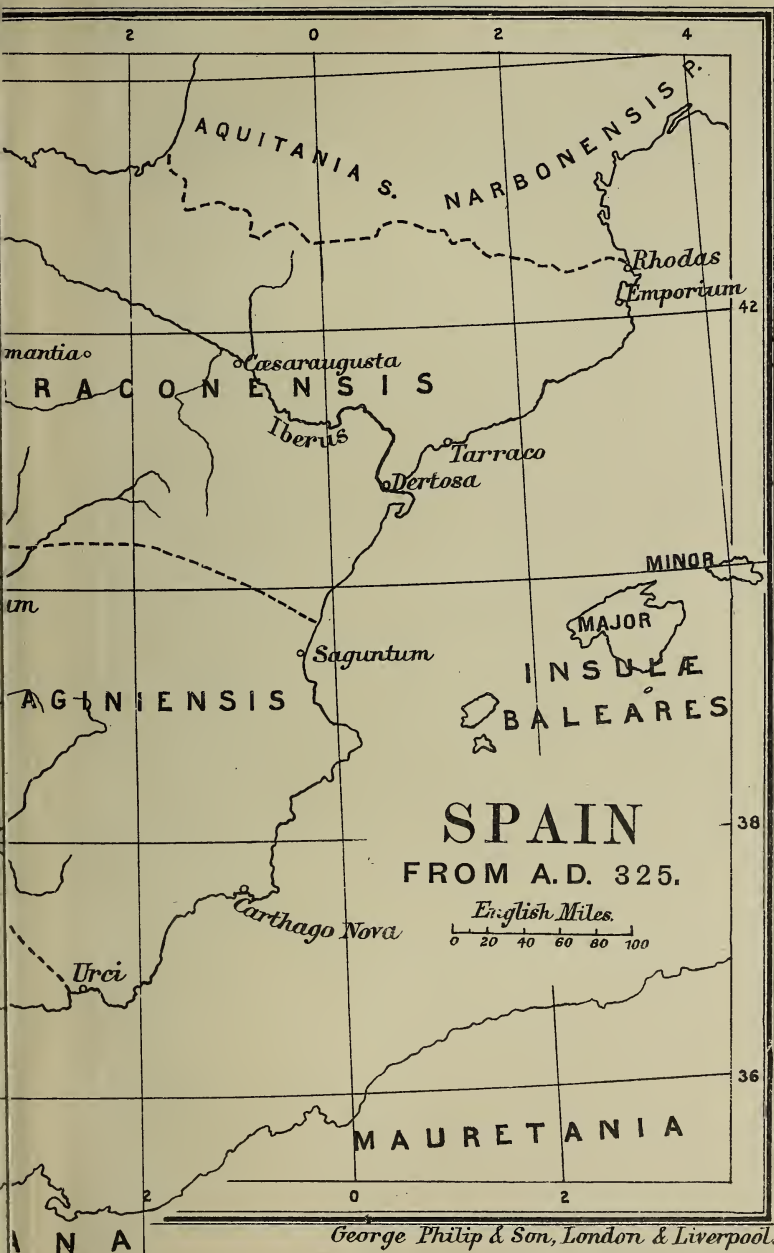 2 0 2 4
AQUITANIA S.
NARBONENSIS P.
Rhodas
Emporium
42
mantia
Cæsaraugusta
RACONENSIS
Iberus
Tarraco
Dertosa
MINOR
um
MAJOR
Saguntum
INSULÆ
AGINIENSIS
BALEARES
SPAIN
38
FROM A.D. 325.
English Miles.
0 20 40 60 80 100
Carthago Nova
Urci
36
MAURETANIA
2 0 2
ANA
George Philip & Son, London & Liverpool.